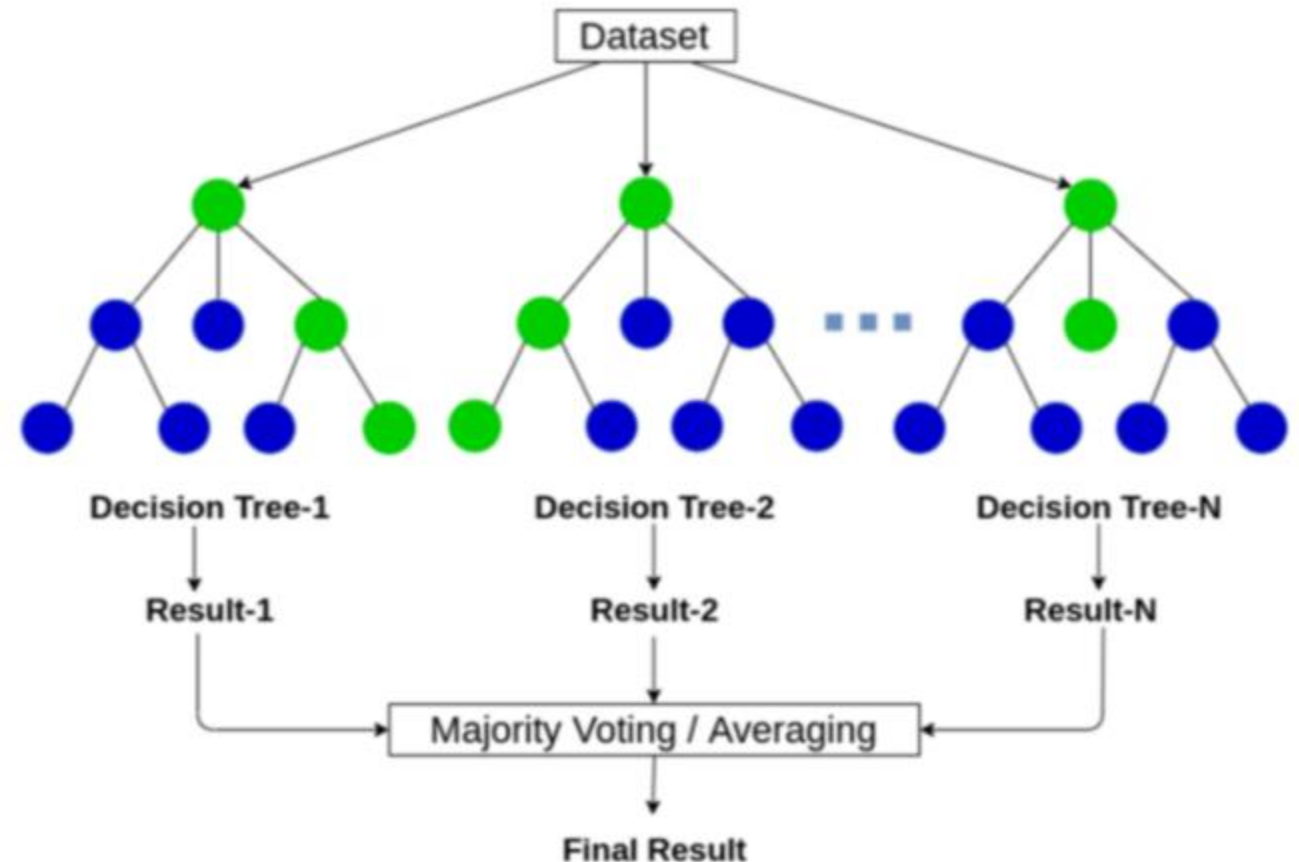 Dataset
Decision Tree-1
Decision Tree-2
Decision Tree-N
Result-1
Result-2
Result-N
Majority Voting / Averaging
Final Result